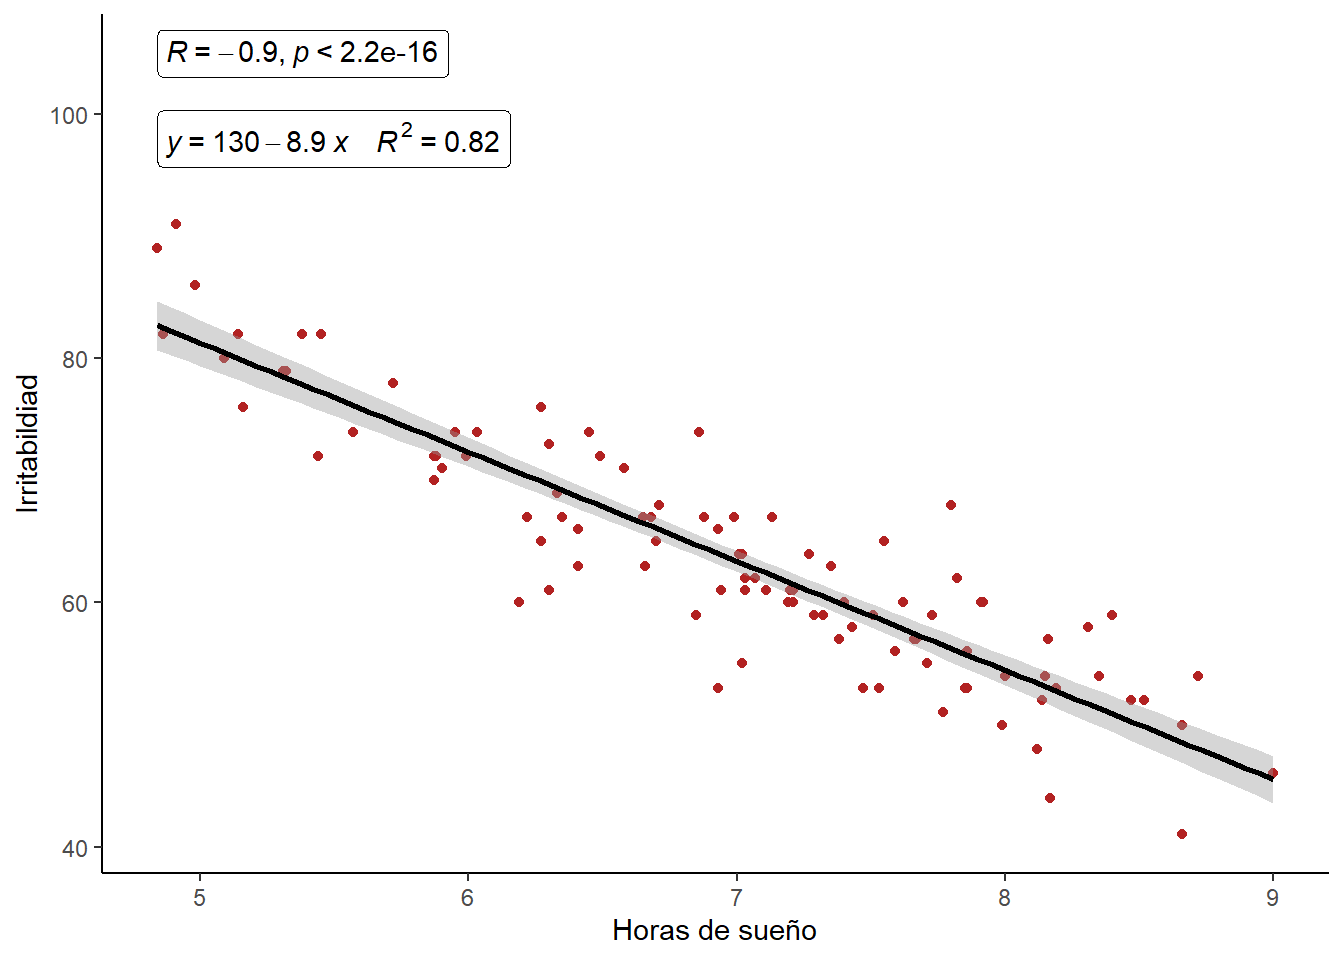 R = −0.9, p < 2.2e-16
y = 130 − 8.9 x R² = 0.82
100
80
60
40
Irritabildiad
5 6 7 8 9
Horas de sueño